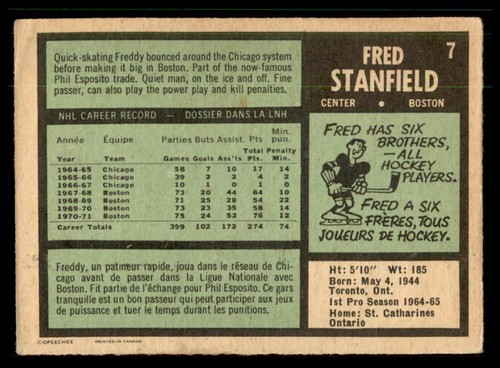 Quick-skating Freddy bounced around the Chicago system
before making it big in Boston. Part of the now-famous
Phil Esposito trade. Quiet man, on the ice and off. Fine
passer, can also play the power play and kill penalties.
NHL CAREER RECORD — DOSSIER DANS LA LNH
Année Équipe Parties Buts Assist. Pts Min. pun.
Year Team Games Goals Ass'ts Total Pts. Penalty Min.
1964-65 Chicago 58 7 10 17 14
1965-66 Chicago 39 2 2 4 2
1966-67 Chicago 10 1 0 1 0
1967-68 Boston 73 20 44 64 10
1968-69 Boston 71 25 29 54 22
1969-70 Boston 73 23 35 58 14
1970-71 Boston 75 24 52 76 12
Career Totals 399 102 172 274 74
Freddy, un patineur rapide, joua dans le réseau de Chi-
cago avant de passer dans la Ligue Nationale avec
Boston. Fit partie de l'échange pour Phil Esposito. Ce gars
tranquille est un bon passeur qui peut participer aux jeux
de puissance et tuer le temps durant des punitions.
©OPEECHEE PRINTED IN CANADA
7
FRED
STANFIELD
CENTER • BOSTON
FRED HAS SIX
BROTHERS,
—ALL
HOCKEY
PLAYERS.
FRED A SIX
FRÈRES, TOUS
JOUEURS DE HOCKEY.
Ht: 5'10" Wt: 185
Born: May 4, 1944
Toronto, Ont.
1st Pro Season 1964-65
Home: St. Catharines
Ontario